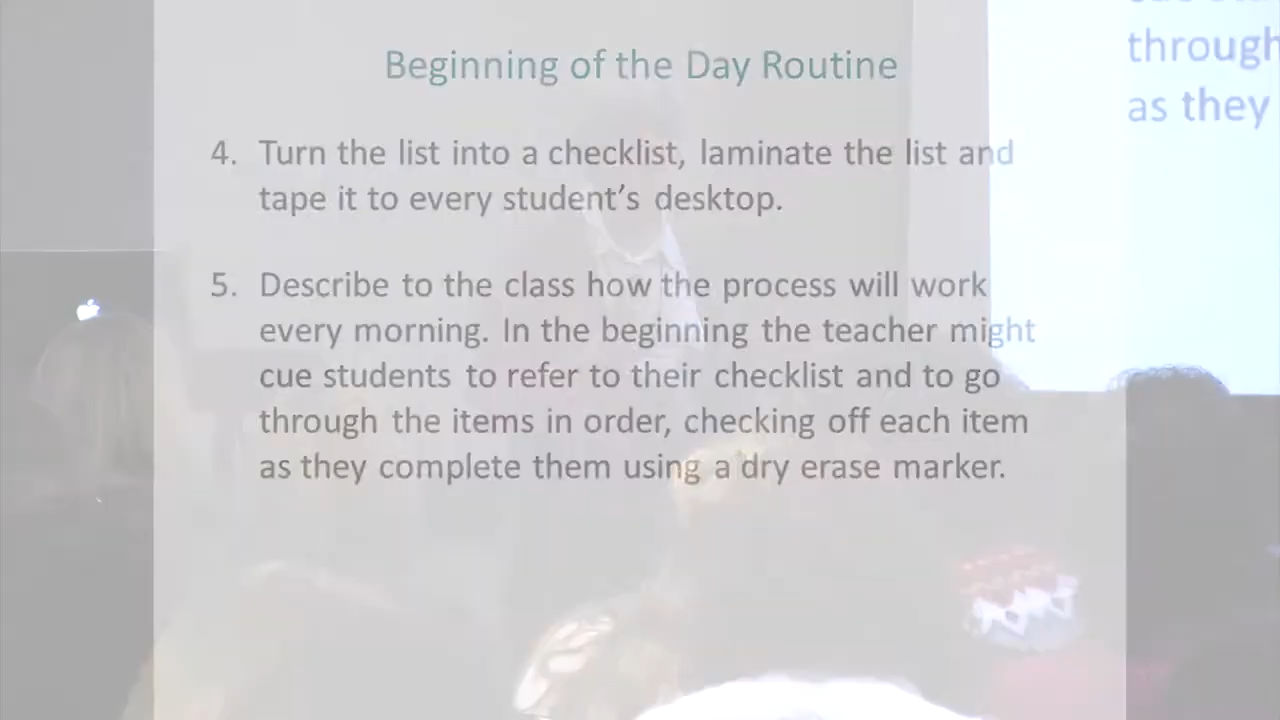 Beginning of the Day Routine
4. Turn the list into a checklist, laminate the list and
tape it to every student's desktop.
5. Describe to the class how the process will work
every morning. In the beginning the teacher might
cue students to refer to their checklist and to go
through the items in order, checking off each item
as they complete them using a dry erase marker.
through
as they